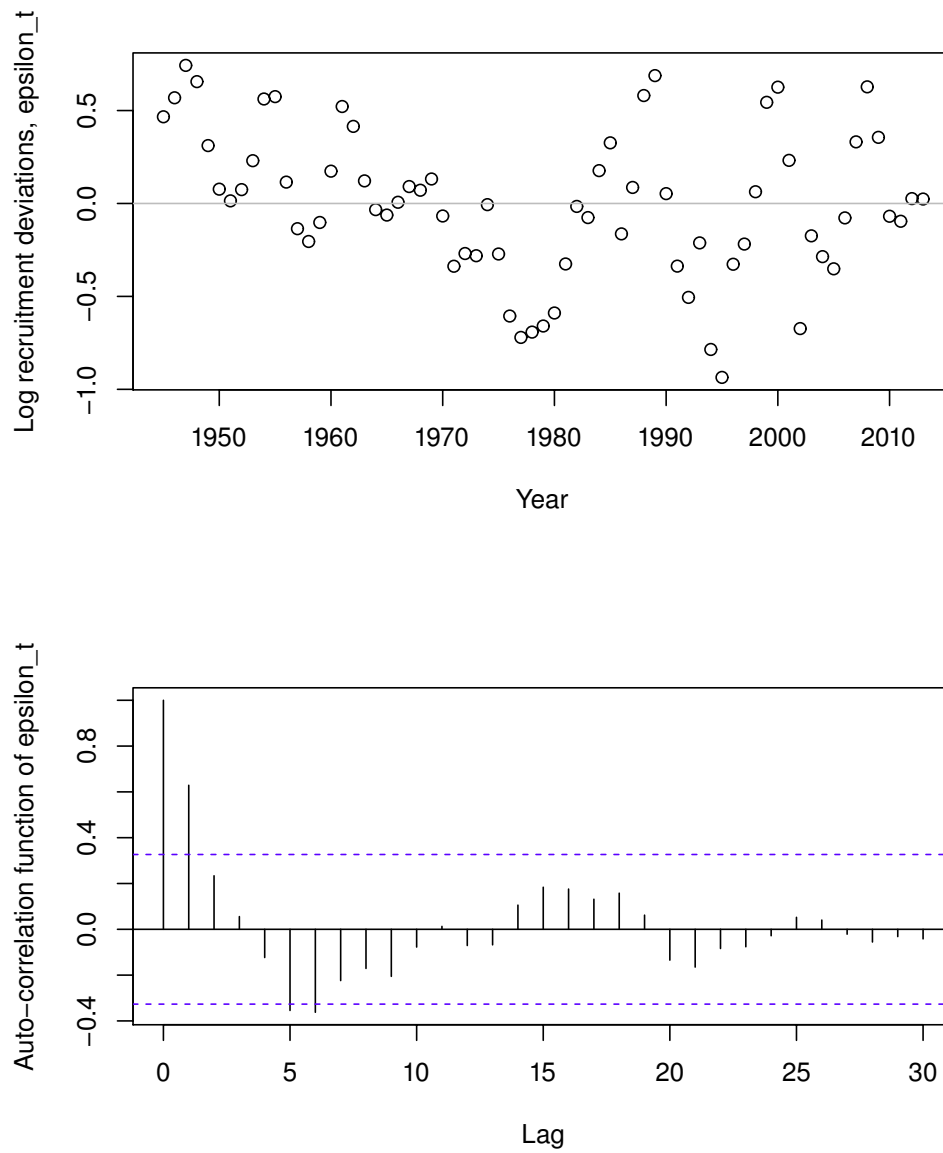 Log recruitment deviations, epsilon_t
0.5
0.0
−0.5
−1.0
1950 1960 1970 1980 1990 2000 2010
Year
Auto−correlation function of epsilon_t
0.8
0.4
0.0
−0.4
0 5 10 15 20 25 30
Lag